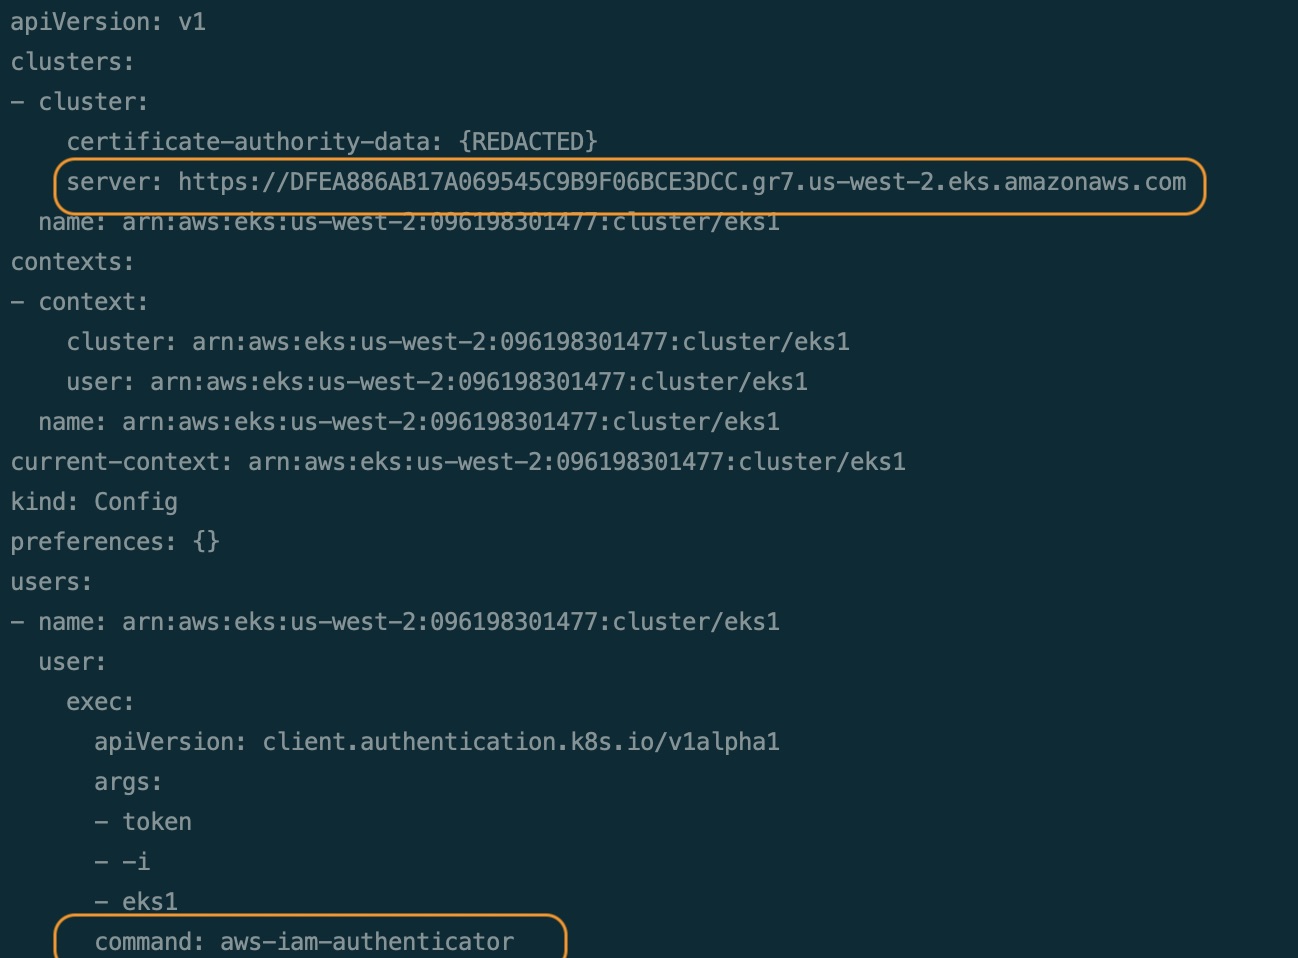 apiVersion: v1
clusters:
- cluster:
    certificate-authority-data: {REDACTED}
    server: https://DFEA886AB17A069545C9B9F06BCE3DCC.gr7.us-west-2.eks.amazonaws.com
  name: arn:aws:eks:us-west-2:096198301477:cluster/eks1
contexts:
- context:
    cluster: arn:aws:eks:us-west-2:096198301477:cluster/eks1
    user: arn:aws:eks:us-west-2:096198301477:cluster/eks1
  name: arn:aws:eks:us-west-2:096198301477:cluster/eks1
current-context: arn:aws:eks:us-west-2:096198301477:cluster/eks1
kind: Config
preferences: {}
users:
- name: arn:aws:eks:us-west-2:096198301477:cluster/eks1
  user:
    exec:
      apiVersion: client.authentication.k8s.io/v1alpha1
      args:
      - token
      - -i
      - eks1
      command: aws-iam-authenticator